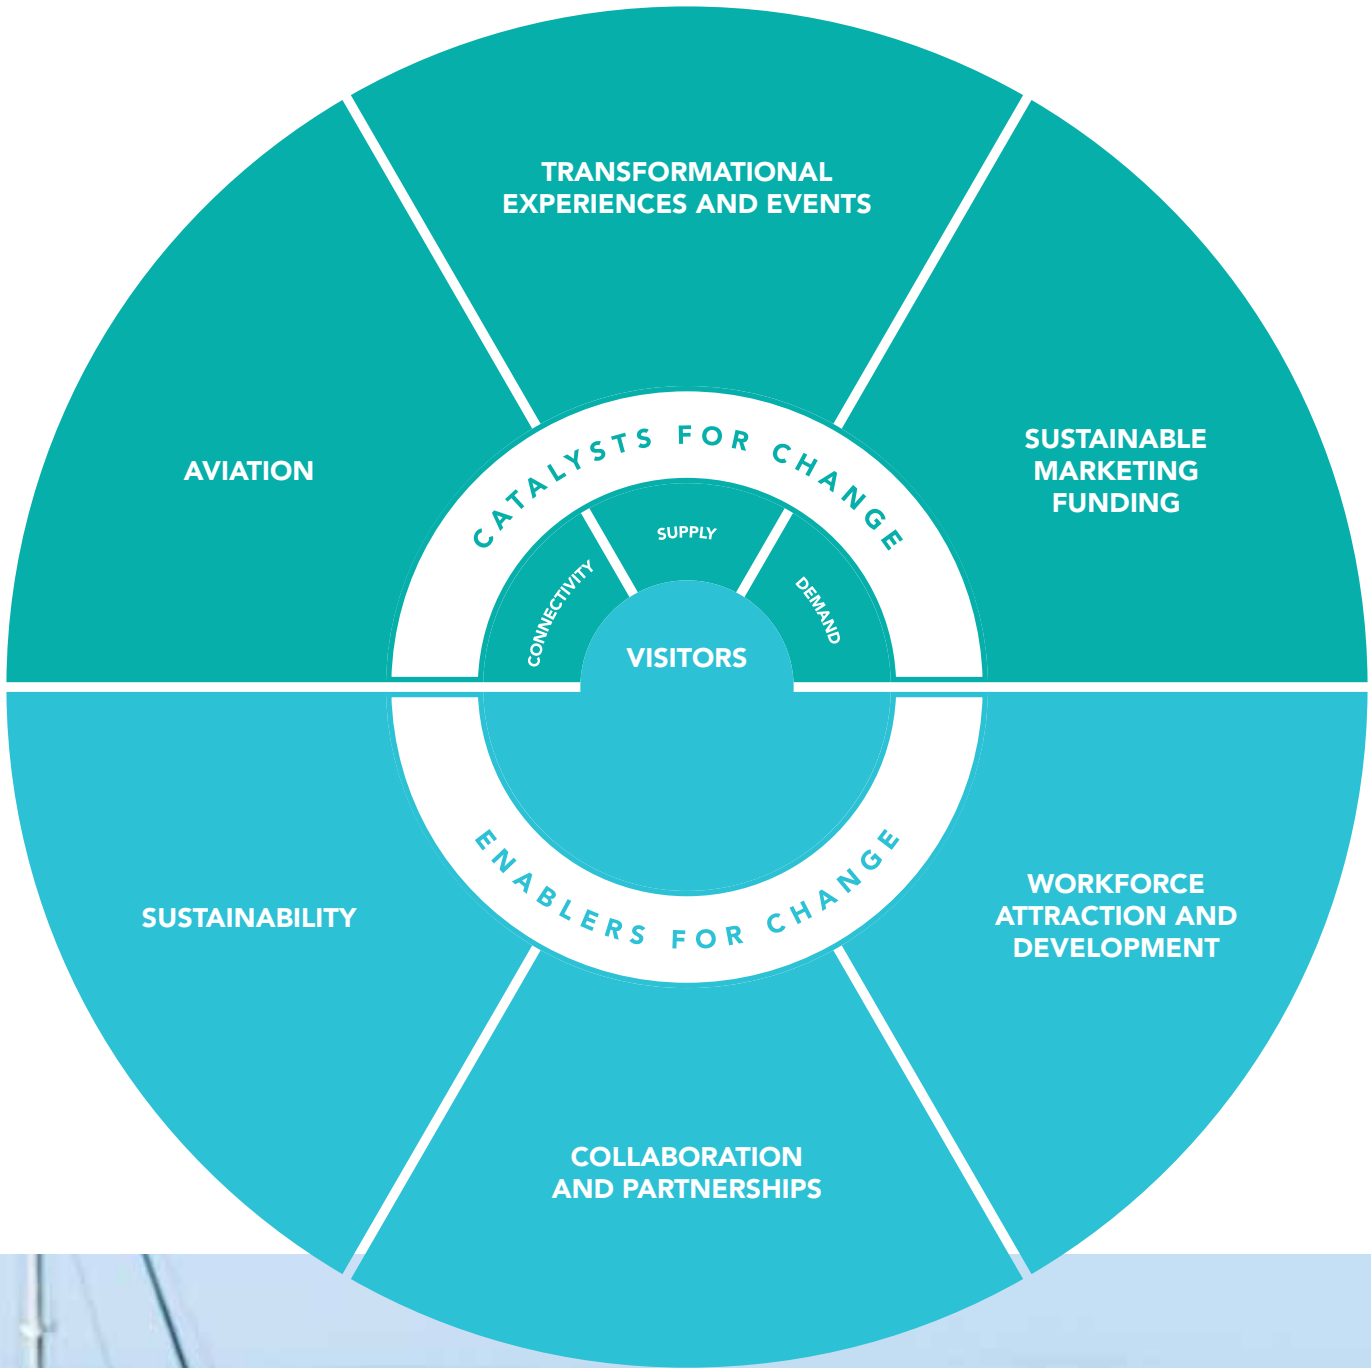 TRANSFORMATIONAL
EXPERIENCES AND EVENTS
AVIATION
SUSTAINABLE
MARKETING
FUNDING
CATALYSTS FOR CHANGE
CONNECTIVITY
SUPPLY
DEMAND
VISITORS
ENABLERS FOR CHANGE
SUSTAINABILITY
WORKFORCE
ATTRACTION AND
DEVELOPMENT
COLLABORATION
AND PARTNERSHIPS